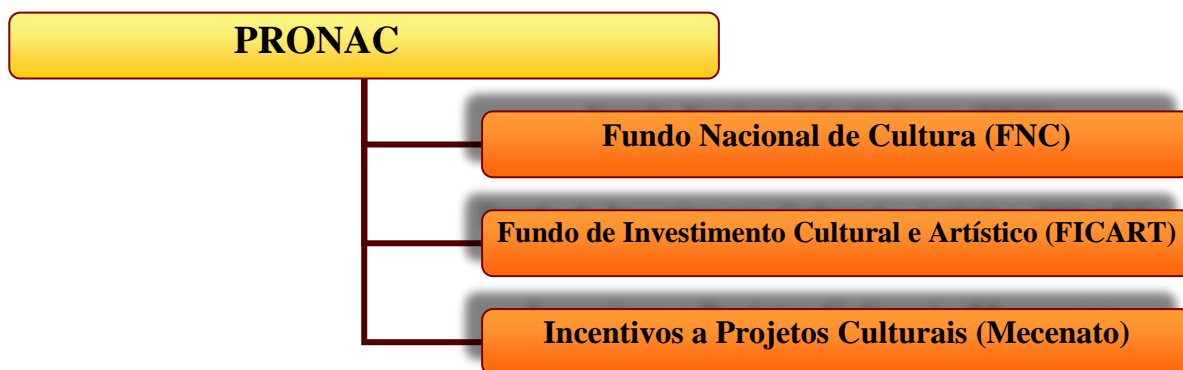 PRONAC
Fundo Nacional de Cultura (FNC)
Fundo de Investimento Cultural e Artístico (FICART)
Incentivos a Projetos Culturais (Mecenato)